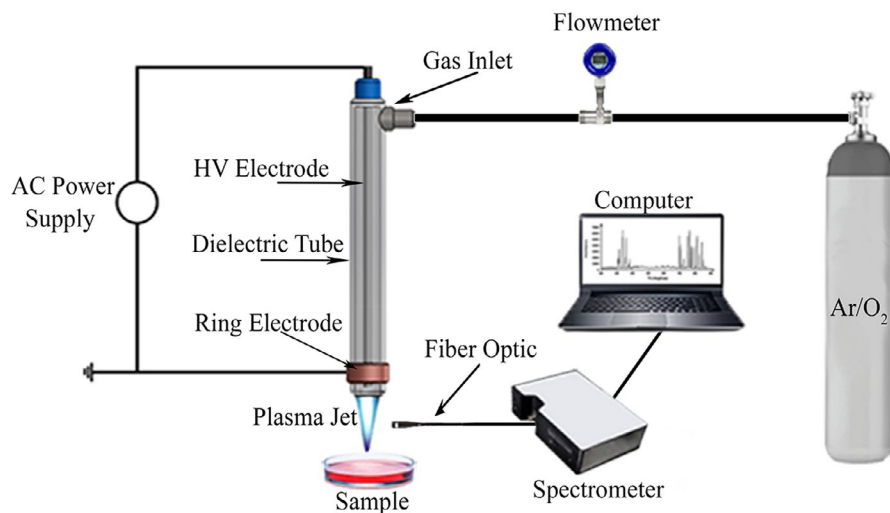 Flowmeter
Gas Inlet
HV Electrode
AC Power
Supply
Computer
Dielectric Tube
Ar/O₂
Ring Electrode
Fiber Optic
Plasma Jet
Sample
Spectrometer